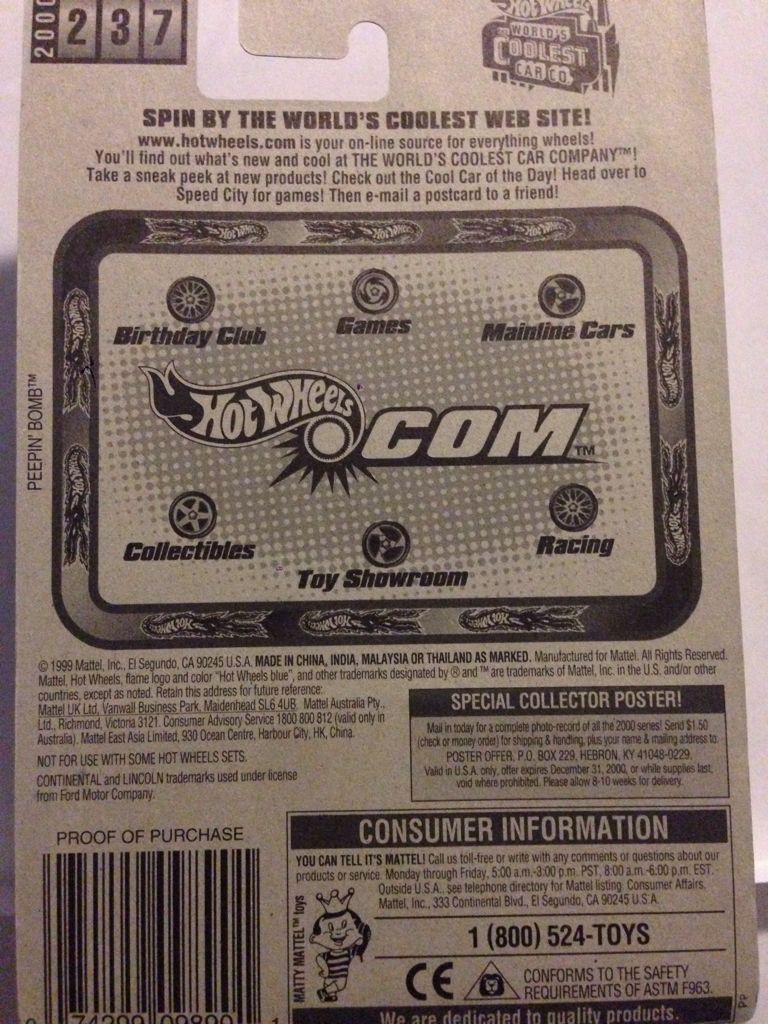 2000 237
HOT WHEELS
WORLD'S
COOLEST
CAR CO.
SPIN BY THE WORLD'S COOLEST WEB SITE!
www.hotwheels.com is your on-line source for everything wheels!
You'll find out what's new and cool at THE WORLD'S COOLEST CAR COMPANY™!
Take a sneak peek at new products! Check out the Cool Car of the Day! Head over to
Speed City for games! Then e-mail a postcard to a friend!
PEEPIN' BOMB™
Birthday Club
Games
Mainline Cars
HOT WHEELS.COM™
Collectibles
Toy Showroom
Racing
© 1999 Mattel, Inc., El Segundo, CA 90245 U.S.A. MADE IN CHINA, INDIA, MALAYSIA OR THAILAND AS MARKED. Manufactured for Mattel. All Rights Reserved.
Mattel, Hot Wheels, flame logo and color "Hot Wheels blue", and other trademarks designated by ® and ™ are trademarks of Mattel, Inc. in the U.S. and/or other
countries, except as noted. Retain this address for future reference:
Mattel UK Ltd, Vanwall Business Park, Maidenhead SL6 4UB. Mattel Australia Pty.,
Ltd., Richmond, Victoria 3121. Consumer Advisory Service 1800 800 812 (valid only in
Australia). Mattel East Asia Limited, 930 Ocean Centre, Harbour City, HK, China.
NOT FOR USE WITH SOME HOT WHEELS SETS.
CONTINENTAL and LINCOLN trademarks used under license
from Ford Motor Company.
SPECIAL COLLECTOR POSTER!
Mail in today for a complete photo-record of all the 2000 series! Send $1.50
(check or money order) for shipping & handling, plus your name & mailing address to:
POSTER OFFER, P.O. BOX 229, HEBRON, KY 41048-0229.
Valid in U.S.A. only, offer expires December 31, 2000, or while supplies last,
void where prohibited. Please allow 8-10 weeks for delivery.
PROOF OF PURCHASE
CONSUMER INFORMATION
YOU CAN TELL IT'S MATTEL! Call us toll-free or write with any comments or questions about our
products or service. Monday through Friday, 5:00 a.m.-3:00 p.m. PST, 8:00 a.m.-6:00 p.m. EST.
Outside U.S.A., see telephone directory for Mattel listing. Consumer Affairs,
Mattel, Inc., 333 Continental Blvd., El Segundo, CA 90245 U.S.A.
MATTY MATTEL™ toys
1 (800) 524-TOYS
CE
CONFORMS TO THE SAFETY
REQUIREMENTS OF ASTM F963.
PP
We are dedicated to quality products.
0 74299 09890 1